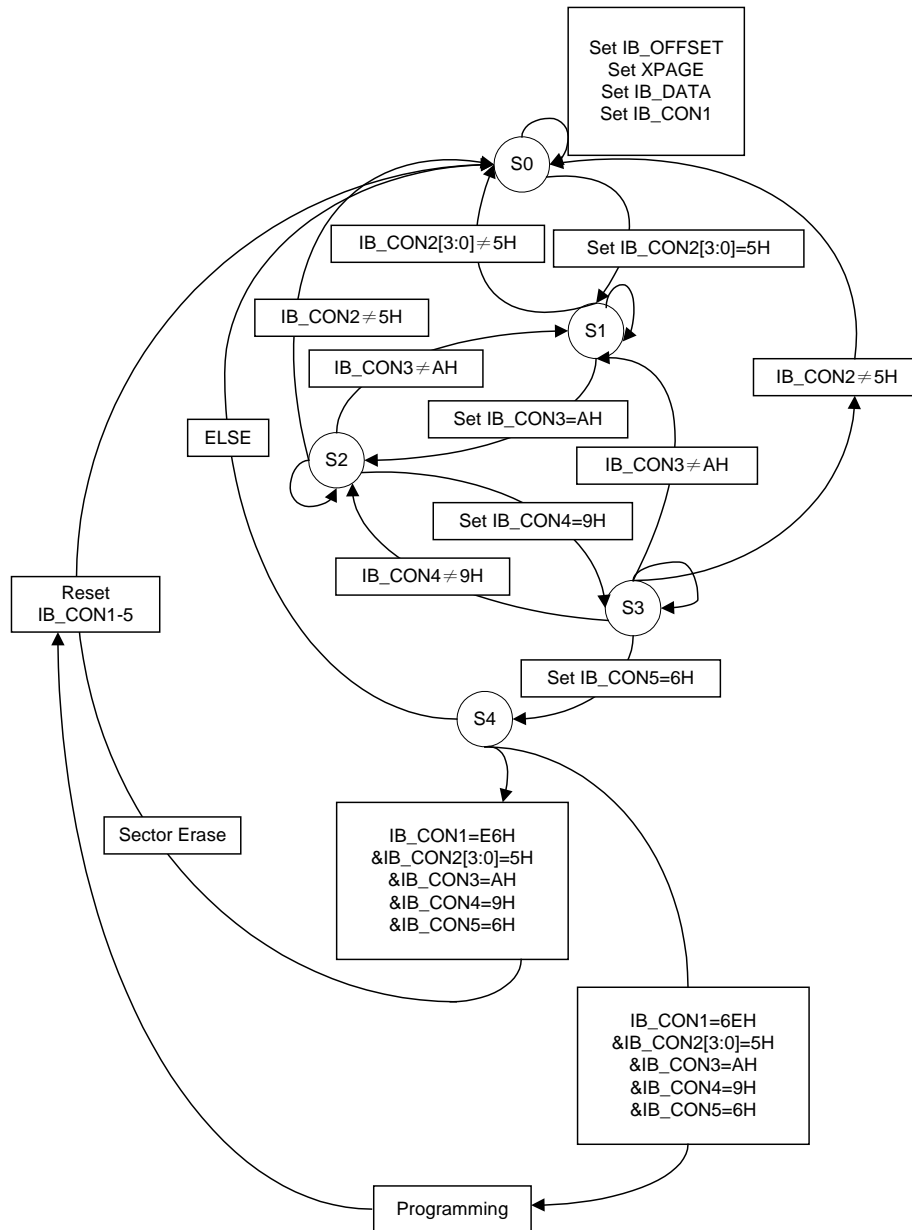 Set IB_OFFSET
Set XPAGE
Set IB_DATA
Set IB_CON1
S0
IB_CON2[3:0]≠5H
Set IB_CON2[3:0]=5H
IB_CON2≠5H
S1
IB_CON3≠AH
IB_CON2≠5H
Set IB_CON3=AH
ELSE
S2
IB_CON3≠AH
Set IB_CON4=9H
IB_CON4≠9H
Reset
IB_CON1-5
S3
Set IB_CON5=6H
S4
Sector Erase
IB_CON1=E6H
&IB_CON2[3:0]=5H
&IB_CON3=AH
&IB_CON4=9H
&IB_CON5=6H
IB_CON1=6EH
&IB_CON2[3:0]=5H
&IB_CON3=AH
&IB_CON4=9H
&IB_CON5=6H
Programming